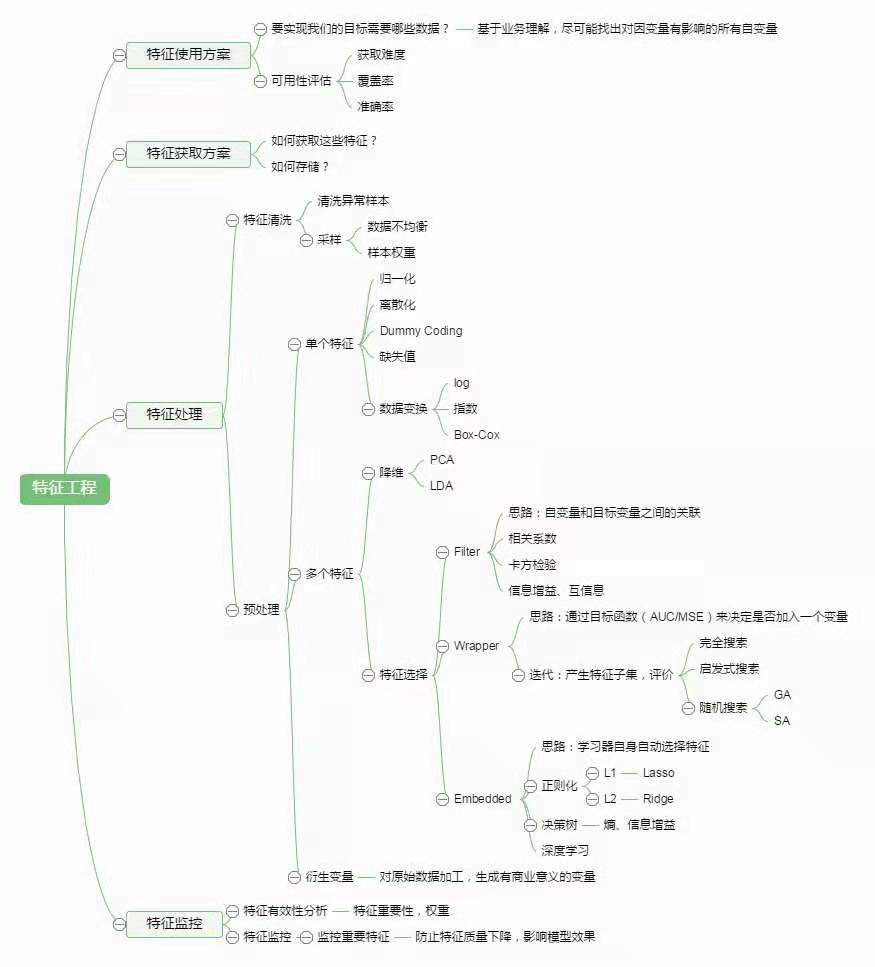 要实现我们的目标需要哪些数据？
基于业务理解，尽可能找出对因变量有影响的所有自变量
特征使用方案
获取难度
可用性评估
覆盖率
准确率
特征获取方案
如何获取这些特征？
如何存储？
清洗异常样本
特征清洗
数据不均衡
采样
样本权重
归一化
离散化
Dummy Coding
单个特征
缺失值
log
数据变换
指数
特征处理
Box-Cox
PCA
降维
LDA
特征工程
思路：自变量和目标变量之间的关联
相关系数
Filter
卡方检验
多个特征
信息增益、互信息
预处理
思路：通过目标函数（AUC/MSE）来决定是否加入一个变量
Wrapper
完全搜索
启发式搜索
特征选择
迭代：产生特征子集，评价
GA
随机搜索
SA
思路：学习器自身自动选择特征
L1
Lasso
正则化
L2
Ridge
Embedded
决策树
熵、信息增益
深度学习
衍生变量
对原始数据加工，生成有商业意义的变量
特征有效性分析
特征重要性，权重
特征监控
特征监控
监控重要特征
防止特征质量下降，影响模型效果